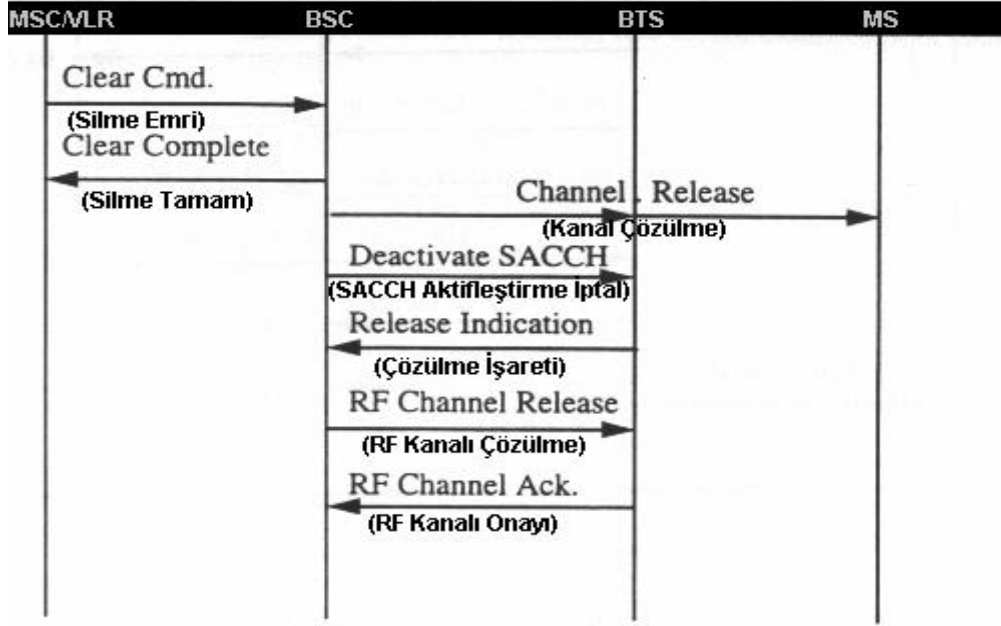 MSC/VLR BSC BTS MS
Clear Cmd.
(Silme Emri)
Clear Complete
(Silme Tamam)
Channel . Release
(Kanal Çözülme)
Deactivate SACCH
(SACCH Aktifleştirme İptal)
Release Indication
(Çözülme İşareti)
RF Channel Release
(RF Kanalı Çözülme)
RF Channel Ack.
(RF Kanalı Onayı)